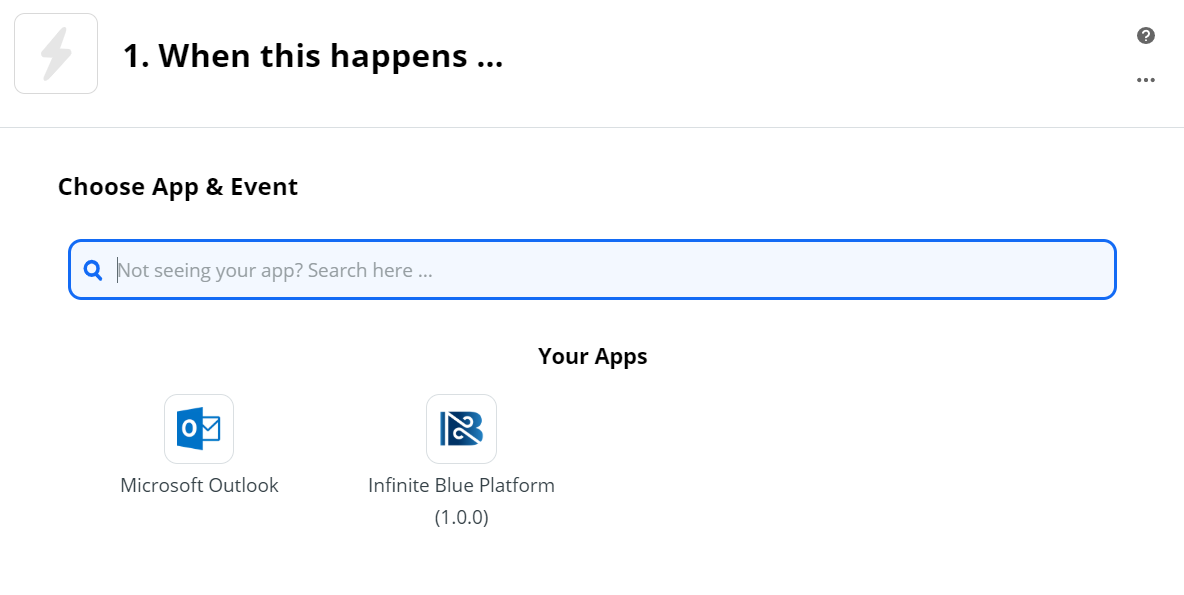 1. When this happens ...
Choose App & Event
Not seeing your app? Search here ...
Your Apps
Microsoft Outlook
Infinite Blue Platform
(1.0.0)